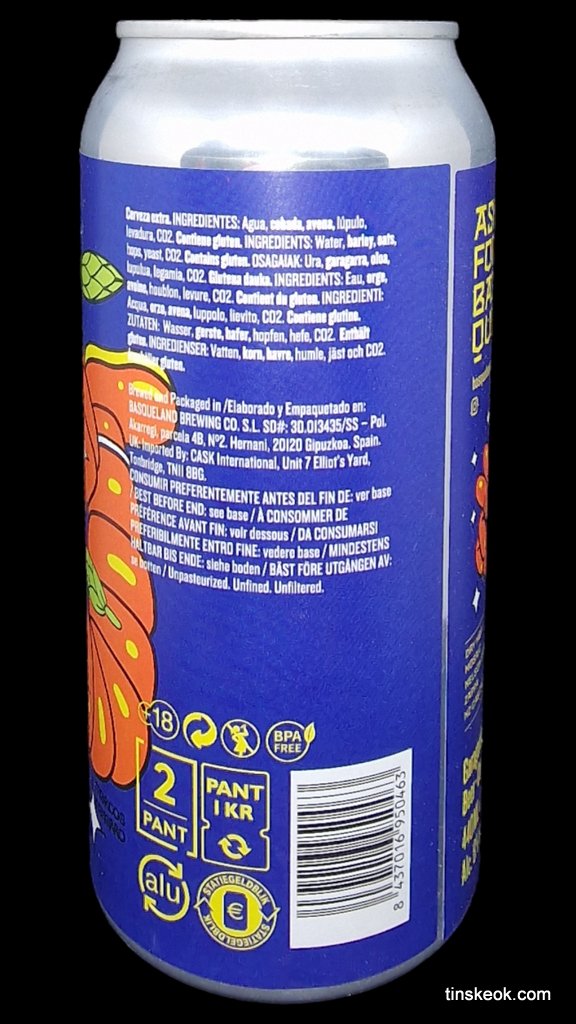 Cerveza extra. INGREDIENTES: Agua, cebada, avena, lúpulo,
levadura, CO2. Contiene gluten. INGREDIENTS: Water, barley, oats,
hops, yeast, CO2. Contains gluten. OSAGAIAK: Ura, garagarra, oloa,
lupulua, legamia, CO2. Glutena dauka. INGREDIENTS: Eau, orge,
avoine, houblon, levure, CO2. Contient du gluten. INGREDIENTI:
Acqua, orzo, avena, luppolo, lievito, CO2. Contiene glutine.
ZUTATEN: Wasser, gerste, hafer, hopfen, hefe, CO2. Enthält
gluten. INGREDIENSER: Vatten, korn, havre, humle, jäst och CO2.
gluten.
Brewed and Packaged in /Elaborado y Empaquetado en:
BASQUELAND BREWING CO. S.L. SD#: 30.013435/SS – Pol.
Akarregi, parcela 4B, Nº2. Hernani, 20120 Gipuzkoa. Spain.
UK: Imported By: CASK International, Unit 7 Elliot's Yard,
Tonbridge, TN11 8BG.
CONSUMIR PREFERENTEMENTE ANTES DEL FIN DE: ver base
/ BEST BEFORE END: see base / À CONSOMMER DE
PRÉFÉRENCE AVANT FIN: voir dessous / DA CONSUMARSI
PREFERIBILMENTE ENTRO FINE: vedere base / MINDESTENS
HALTBAR BIS ENDE: siehe boden / BÄST FÖRE UTGÅNGEN AV:
se botten / Unpasteurized. Unfined. Unfiltered.
+18
BPA
FREE
2
PANT
PANT
1 KR
alu
STATIEGELDBLIK
€
STATIEGELDBLIK
8 437016 950463
tinskeok.com